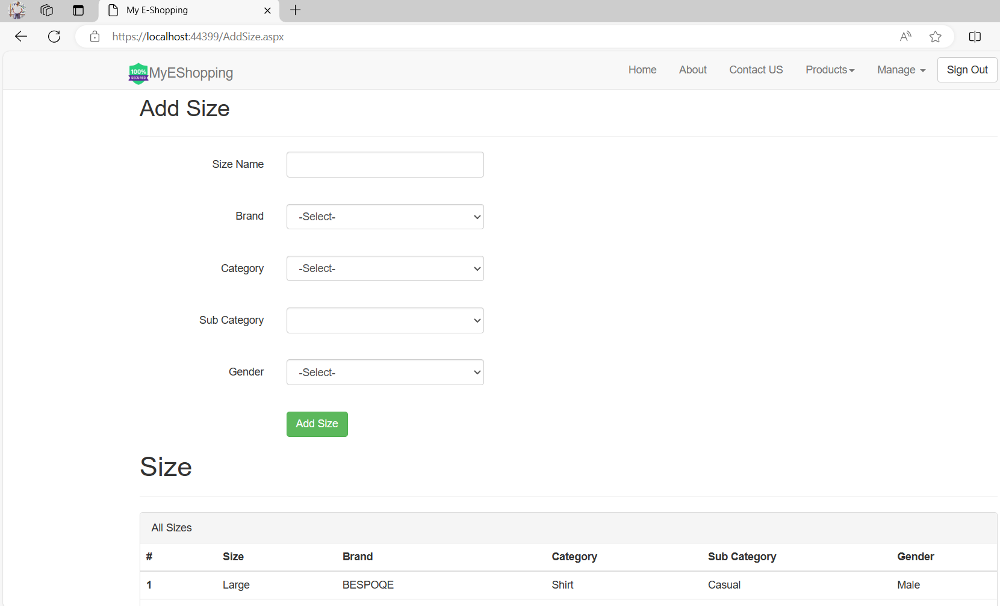 My E-Shopping
https://localhost:44399/AddSize.aspx
100% SECURED MyEShopping Home About Contact US Products Manage Sign Out
Add Size
Size Name
Brand -Select-
Category -Select-
Sub Category
Gender -Select-
Add Size
Size
All Sizes
# Size Brand Category Sub Category Gender
1 Large BESPOQE Shirt Casual Male